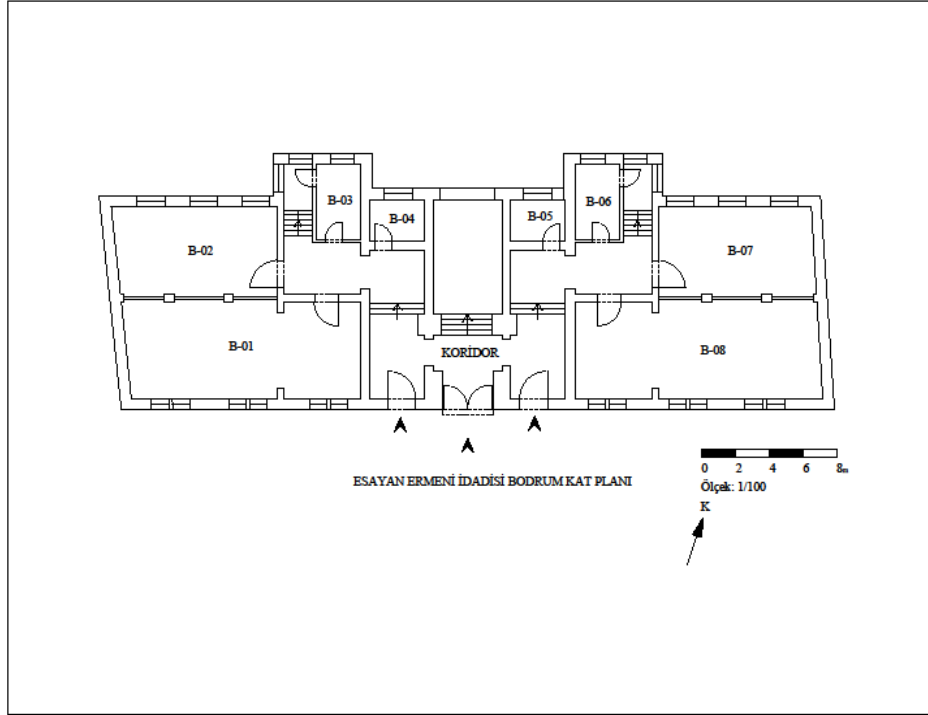 B-03
B-06
B-04
B-05
B-02
B-07
B-01
KORİDOR
B-08
ESAYAN ERMENİ İDADİSİ BODRUM KAT PLANI
0 2 4 6 8m
Ölçek: 1/100
K